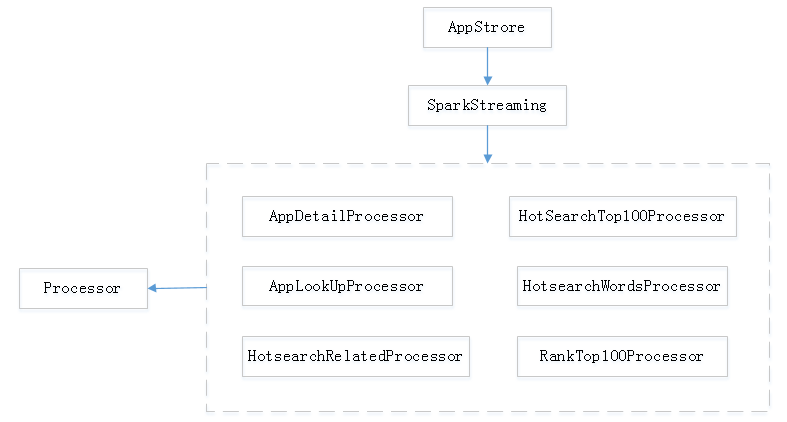 AppStrore
SparkStreaming
AppDetailProcessor
HotSearchTop100Processor
Processor
AppLookUpProcessor
HotsearchWordsProcessor
HotsearchRelatedProcessor
RankTop100Processor